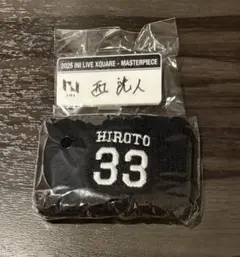 2025 INI LIVE XQUARE - MASTERPIECE
西 洸人
HIROTO
33